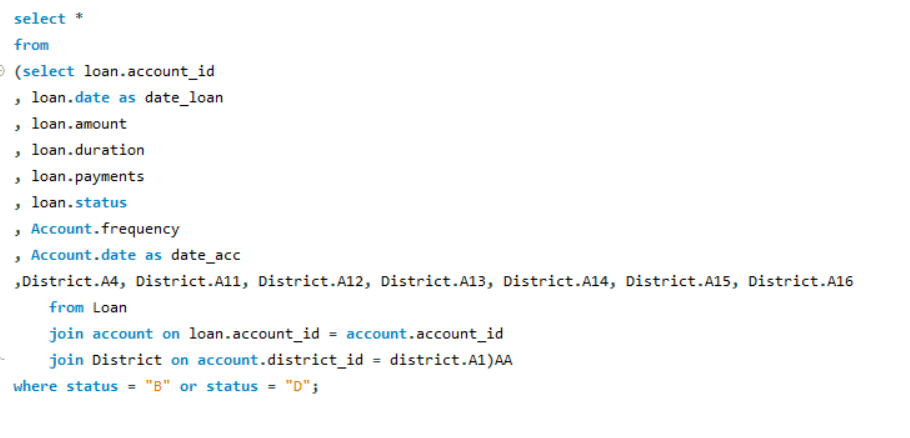 select *
from
(select loan.account_id
, loan.date as date_loan
, loan.amount
, loan.duration
, loan.payments
, loan.status
, Account.frequency
, Account.date as date_acc
,District.A4, District.A11, District.A12, District.A13, District.A14, District.A15, District.A16
from Loan
join account on loan.account_id = account.account_id
join District on account.district_id = district.A1)AA
where status = "B" or status = "D";